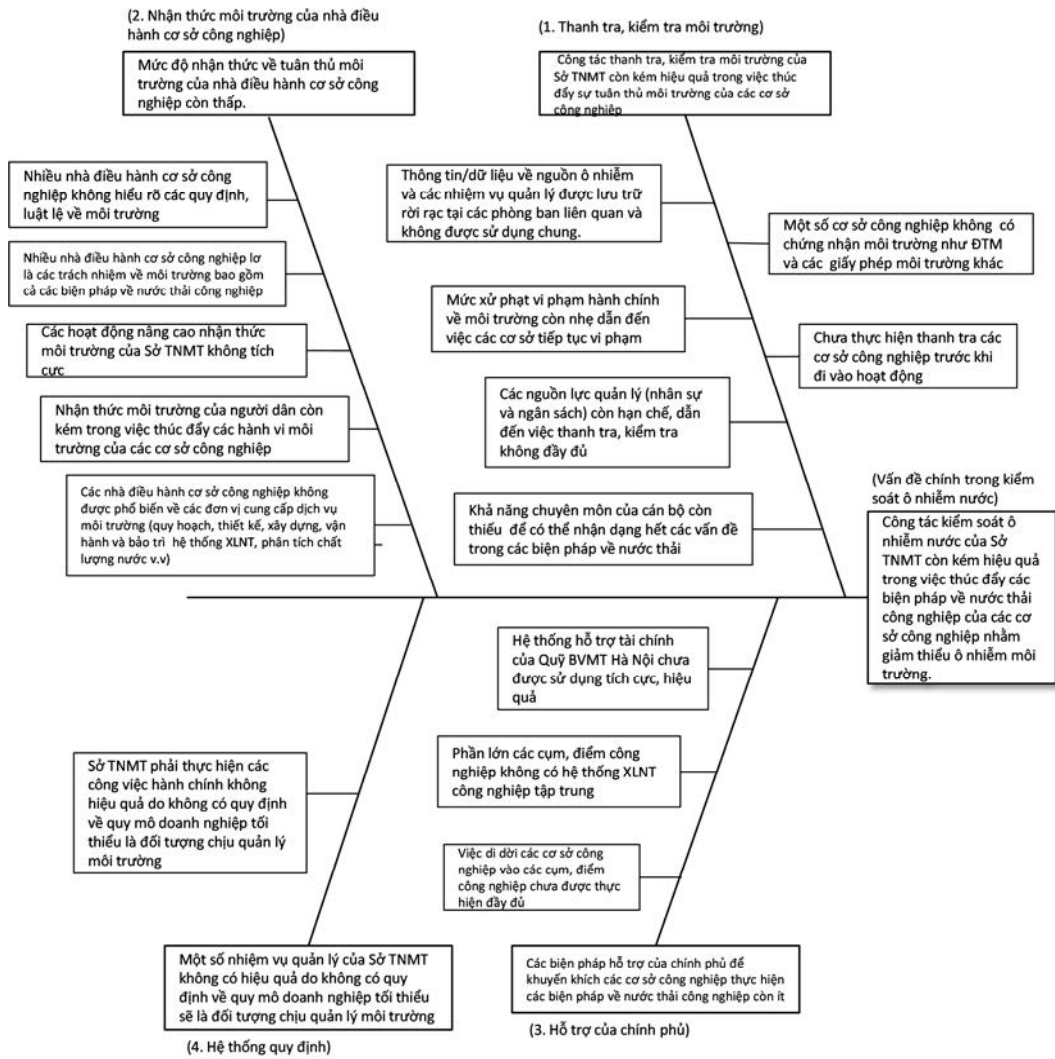 (2. Nhận thức môi trường của nhà điều
hành cơ sở công nghiệp)
Mức độ nhận thức về tuân thủ môi
trường của nhà điều hành cơ sở công
nghiệp còn thấp.
(1. Thanh tra, kiểm tra môi trường)
Công tác thanh tra, kiểm tra môi trường của
Sở TNMT còn kém hiệu quả trong việc thúc
đẩy sự tuân thủ môi trường của các cơ sở
công nghiệp
Nhiều nhà điều hành cơ sở công
nghiệp không hiểu rõ các quy định,
luật lệ về môi trường
Nhiều nhà điều hành cơ sở công nghiệp lơ
là các trách nhiệm về môi trường bao gồm
cả các biện pháp về nước thải công nghiệp
Các hoạt động nâng cao nhận thức
môi trường của Sở TNMT không tích
cực
Nhận thức môi trường của người dân còn
kém trong việc thúc đẩy các hành vi môi
trường của các cơ sở công nghiệp
Các nhà điều hành cơ sở công nghiệp không
được phổ biến về các đơn vị cung cấp dịch vụ
môi trường (quy hoạch, thiết kế, xây dựng, vận
hành và bảo trì hệ thống XLNT, phân tích chất
lượng nước v.v)
Thông tin/dữ liệu về nguồn ô nhiễm
và các nhiệm vụ quản lý được lưu trữ
rời rạc tại các phòng ban liên quan và
không được sử dụng chung.
Mức xử phạt vi phạm hành chính
về môi trường còn nhẹ dẫn đến
việc các cơ sở tiếp tục vi phạm
Các nguồn lực quản lý (nhân sự
và ngân sách) còn hạn chế, dẫn
đến việc thanh tra, kiểm tra
không đầy đủ
Khả năng chuyên môn của cán bộ còn
thiếu để có thể nhận dạng hết các vấn đề
trong các biện pháp về nước thải
Một số cơ sở công nghiệp không có
chứng nhận môi trường như ĐTM
và các giấy phép môi trường khác
Chưa thực hiện thanh tra các
cơ sở công nghiệp trước khi
đi vào hoạt động
(Vấn đề chính trong kiểm
soát ô nhiễm nước)
Công tác kiểm soát ô
nhiễm nước của Sở
TNMT còn kém hiệu quả
trong việc thúc đẩy các
biện pháp về nước thải
công nghiệp của các cơ
sở công nghiệp nhằm
giảm thiểu ô nhiễm môi
trường.
Hệ thống hỗ trợ tài chính
của Quỹ BVMT Hà Nội chưa
được sử dụng tích cực, hiệu
quả
Phần lớn các cụm, điểm công
nghiệp không có hệ thống XLNT
công nghiệp tập trung
Việc di dời các cơ sở công
nghiệp vào các cụm, điểm
công nghiệp chưa được thực
hiện đầy đủ
Các biện pháp hỗ trợ của chính phủ để
khuyến khích các cơ sở công nghiệp thực hiện
các biện pháp về nước thải công nghiệp còn ít
(3. Hỗ trợ của chính phủ)
Sở TNMT phải thực hiện các
công việc hành chính không
hiệu quả do không có quy định
về quy mô doanh nghiệp tối
thiểu là đối tượng chịu quản lý
môi trường
Một số nhiệm vụ quản lý của Sở TNMT
không có hiệu quả do không có quy
định về quy mô doanh nghiệp tối thiểu
sẽ là đối tượng chịu quản lý môi trường
(4. Hệ thống quy định)